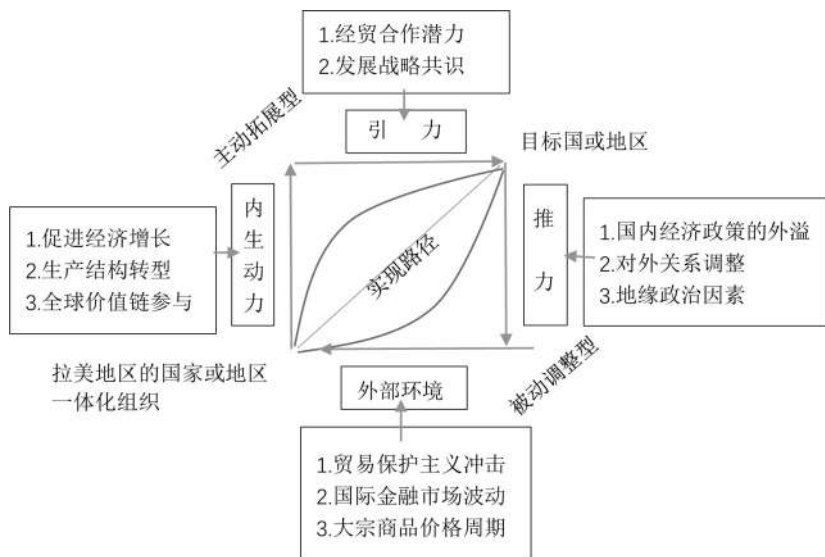 1.经贸合作潜力
2.发展战略共识
主动拓展型
引 力
目标国或地区
内生动力
推力
1.促进经济增长
2.生产结构转型
3.全球价值链参与
实现路径
1.国内经济政策的外溢
2.对外关系调整
3.地缘政治因素
拉美地区的国家或地区
一体化组织
外部环境
被动调整型
1.贸易保护主义冲击
2.国际金融市场波动
3.大宗商品价格周期